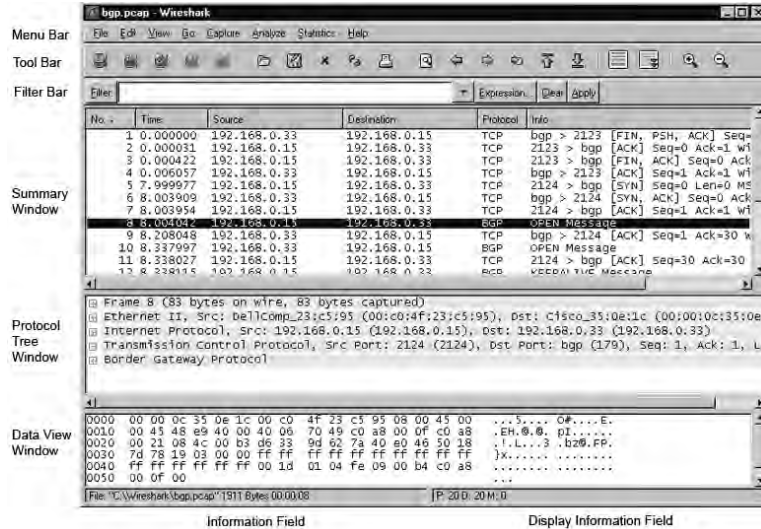 bgp.pcap - Wireshark
Menu Bar
File Edit View Go Capture Analyze Statistics Help
Tool Bar
Filter Bar
Filter: Expression... Clear Apply
No. Time Source Destination Protocol Info
1 0.000000 192.168.0.33 192.168.0.15 TCP bgp > 2123 [FIN, PSH, ACK] Seq=
2 0.000031 192.168.0.15 192.168.0.33 TCP 2123 > bgp [ACK] Seq=0 Ack=1 Wi
3 0.000422 192.168.0.15 192.168.0.33 TCP 2123 > bgp [FIN, ACK] Seq=0 Ack
4 0.006057 192.168.0.33 192.168.0.15 TCP bgp > 2123 [ACK] Seq=1 Ack=1 Wi
5 7.999977 192.168.0.15 192.168.0.33 TCP 2124 > bgp [SYN] Seq=0 Len=0 MS
6 8.003909 192.168.0.33 192.168.0.15 TCP bgp > 2124 [SYN, ACK] Seq=0 Ack
7 8.003954 192.168.0.15 192.168.0.33 TCP 2124 > bgp [ACK] Seq=1 Ack=1 Wi
8 8.004042 192.168.0.15 192.168.0.33 BGP OPEN Message
9 8.208048 192.168.0.33 192.168.0.15 TCP bgp > 2124 [ACK] Seq=1 Ack=30 W
10 8.337997 192.168.0.33 192.168.0.15 BGP OPEN Message
11 8.338027 192.168.0.15 192.168.0.33 TCP 2124 > bgp [ACK] Seq=30 Ack=30
12 8.338115 192.168.0.15 192.168.0.33 BGP KEEPALIVE Message
Summary
Window
Frame 8 (83 bytes on wire, 83 bytes captured)
Ethernet II, Src: DellComp_23:c5:95 (00:c0:4f:23:c5:95), Dst: Cisco_35:0e:1c (00:00:0c:35:0e
Internet Protocol, Src: 192.168.0.15 (192.168.0.15), Dst: 192.168.0.33 (192.168.0.33)
Transmission Control Protocol, Src Port: 2124 (2124), Dst Port: bgp (179), Seq: 1, Ack: 1, L
Border Gateway Protocol
Protocol
Tree
Window
Data View
Window
0000 00 00 0c 35 0e 1c 00 c0 4f 23 c5 95 08 00 45 00 ...5.... O#....E.
0010 00 45 48 e9 40 00 40 06 70 49 c0 a8 00 0f c0 a8 .EH.@.@. pI......
0020 00 21 08 4c 00 b3 d6 33 9d 62 7a 40 e0 46 50 18 .!.L...3 .bz@.FP.
0030 7d 78 19 03 00 00 ff ff ff ff ff ff ff ff ff ff }x...... ........
0040 ff ff ff ff ff ff 00 1d 01 04 fe 09 00 b4 c0 a8 ........ ........
0050 00 0f 00 ...
File: "C:\Wireshark\bgp.pcap" 1911 Bytes 00:00:08 P: 20 D: 20 M: 0
Information Field Display Information Field